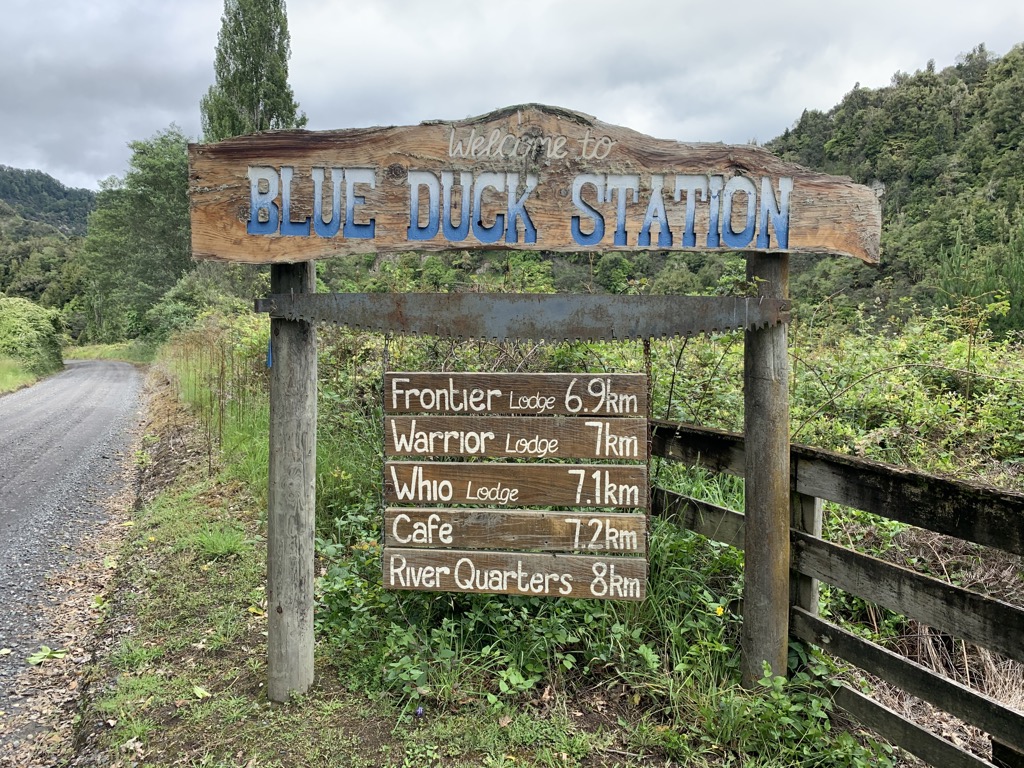 Welcome to
BLUE DUCK STATION
Frontier Lodge 6.9km
Warrior Lodge 7km
Whio Lodge 7.1km
Cafe 7.2km
River Quarters 8km